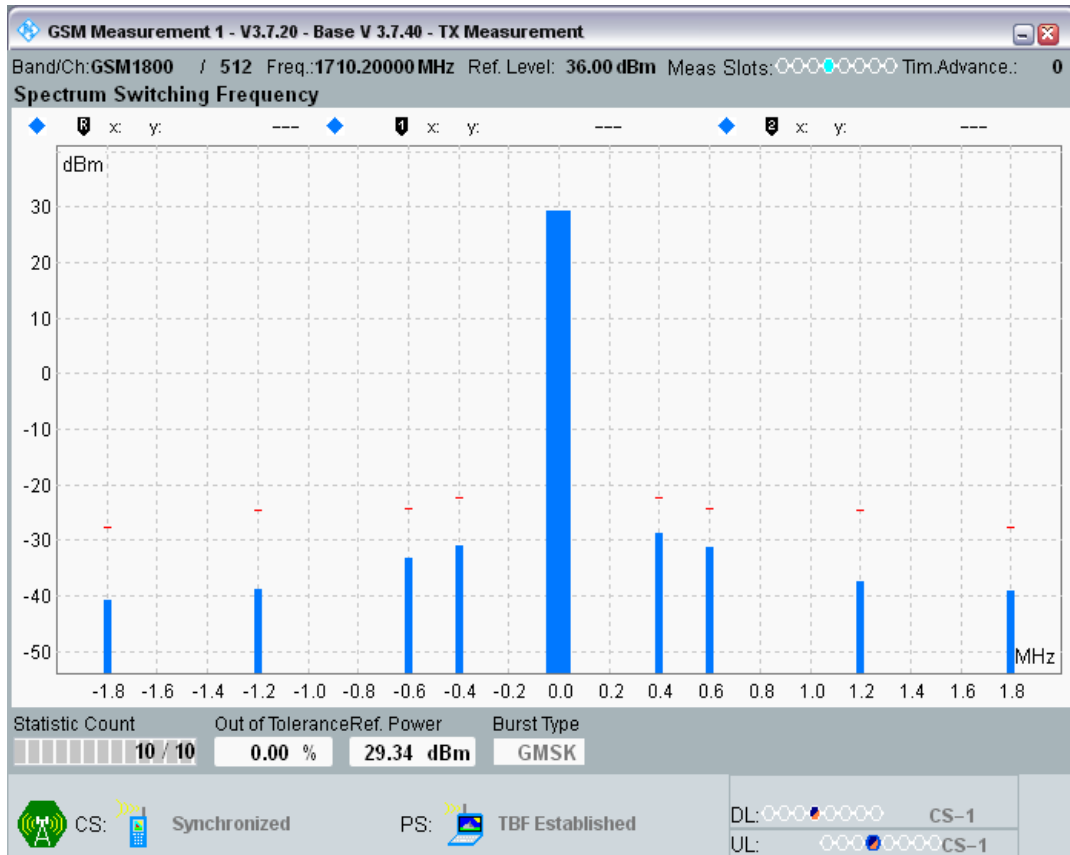 GSM Measurement 1 - V3.7.20 - Base V 3.7.40 - TX Measurement
Band/Ch:GSM1800 / 512 Freq.:1710.20000 MHz Ref. Level: 36.00 dBm Meas Slots: Tim.Advance.: 0
Spectrum Switching Frequency
R x: y: --- 1 x: y: --- 2 x: y: ---
dBm
30
20
10
0
-10
-20
-30
-40
-50
MHz
-1.8 -1.6 -1.4 -1.2 -1.0 -0.8 -0.6 -0.4 -0.2 0.0 0.2 0.4 0.6 0.8 1.0 1.2 1.4 1.6 1.8
Statistic Count Out of Tolerance Ref. Power Burst Type
10 / 10 0.00 % 29.34 dBm GMSK
CS: Synchronized PS: TBF Established
DL: CS-1
UL: CS-1